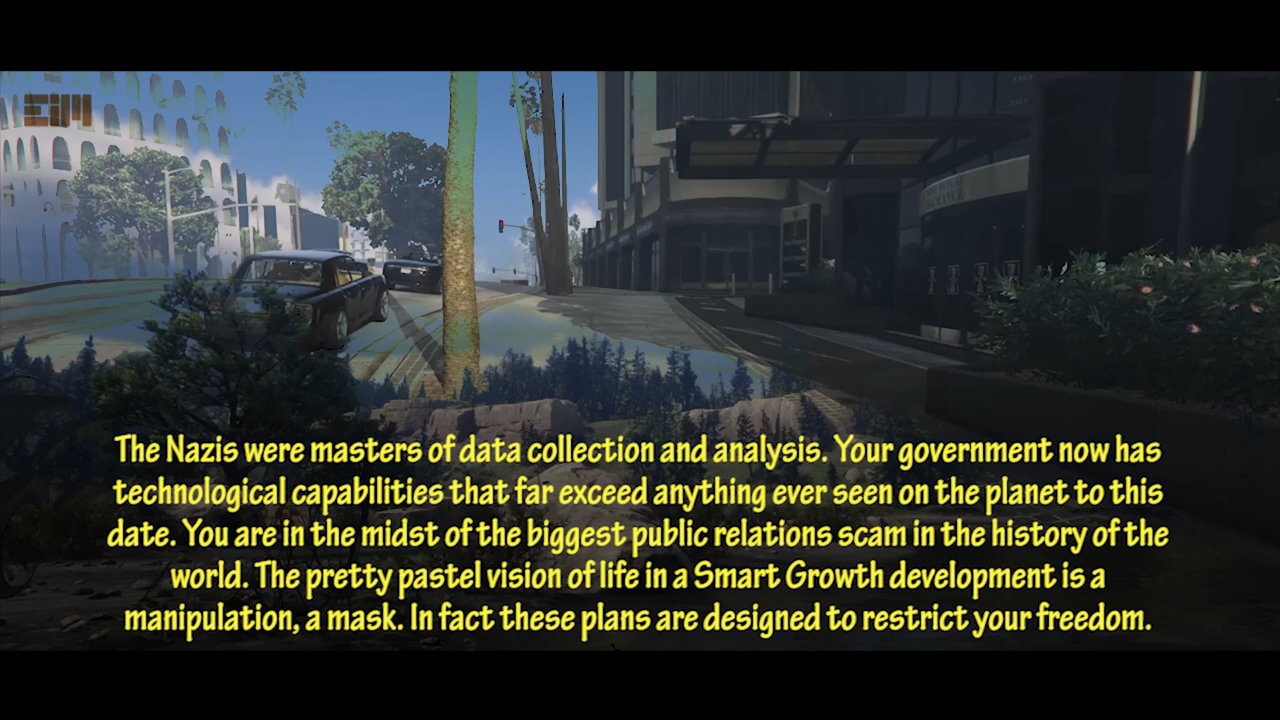 EIM
The Nazis were masters of data collection and analysis. Your government now has
technological capabilities that far exceed anything ever seen on the planet to this
date. You are in the midst of the biggest public relations scam in the history of the
world. The pretty pastel vision of life in a Smart Growth development is a
manipulation, a mask. In fact these plans are designed to restrict your freedom.